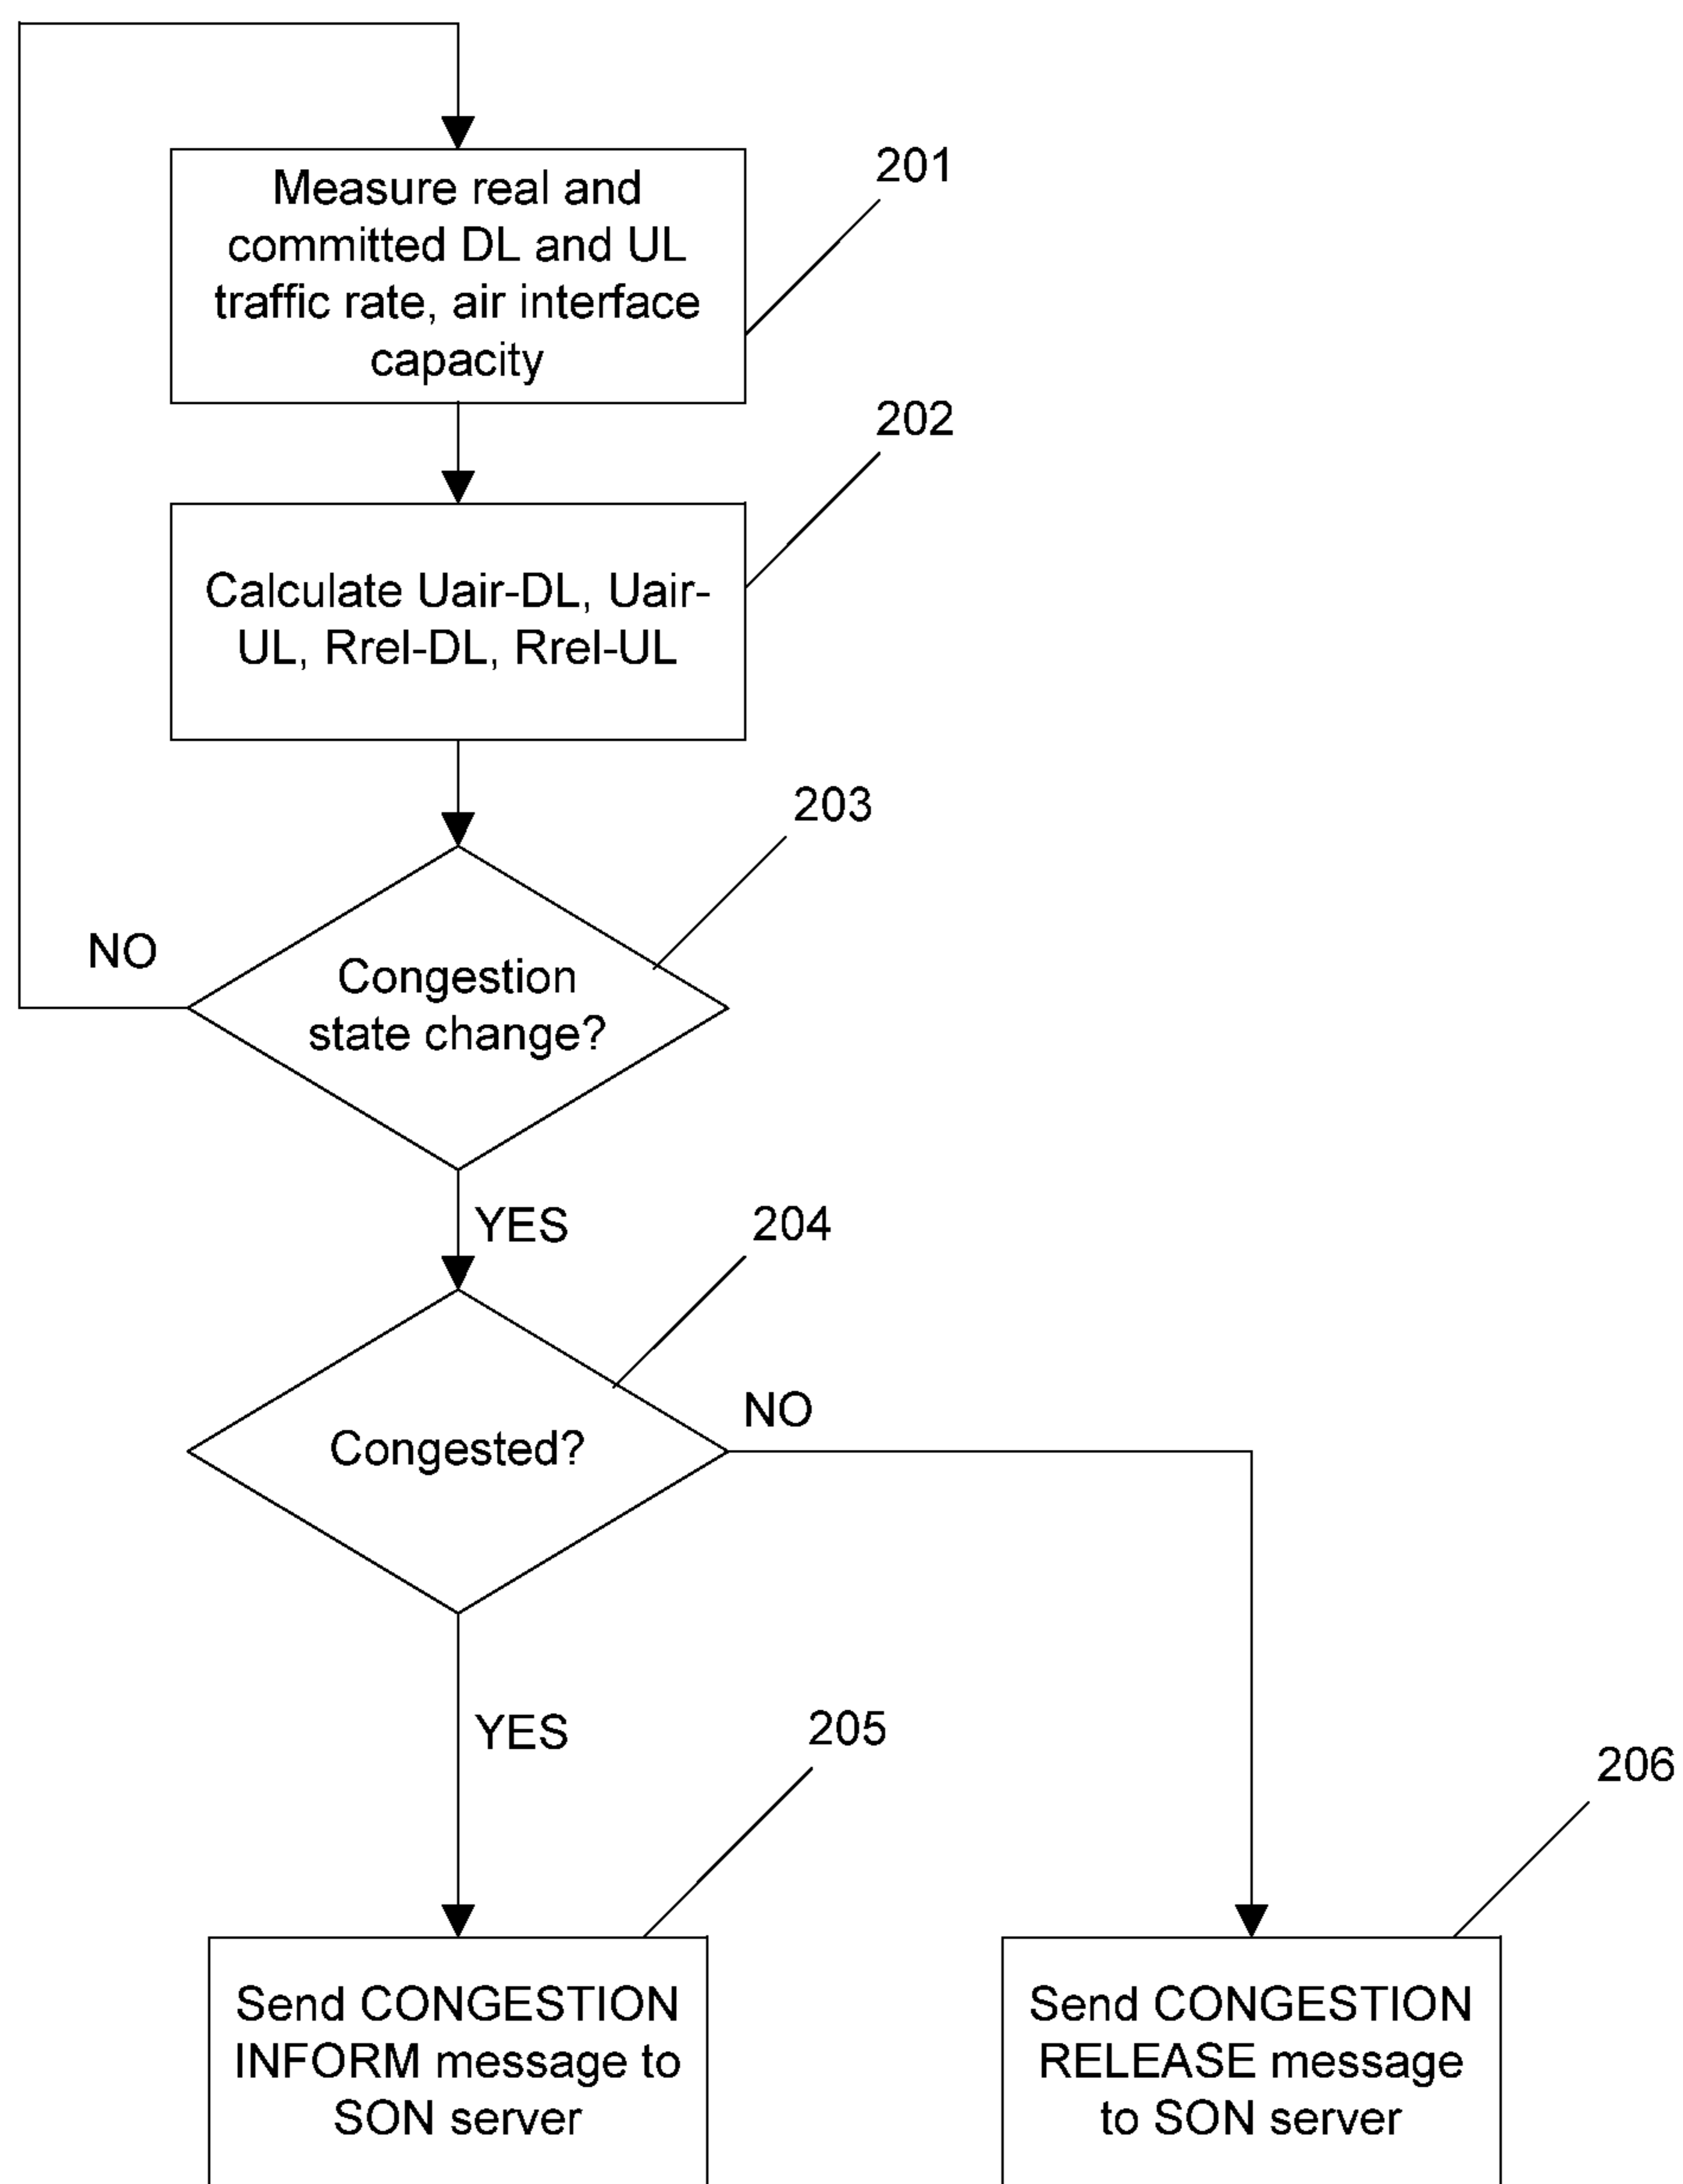 Measure real and
committed DL and UL
traffic rate, air interface
capacity
201
202
Calculate Uair-DL, Uair-
UL, Rrel-DL, Rrel-UL
203
NO
Congestion
state change?
YES
204
NO
Congested?
YES
205
206
Send CONGESTION
INFORM message to
SON server
Send CONGESTION
RELEASE message
to SON server